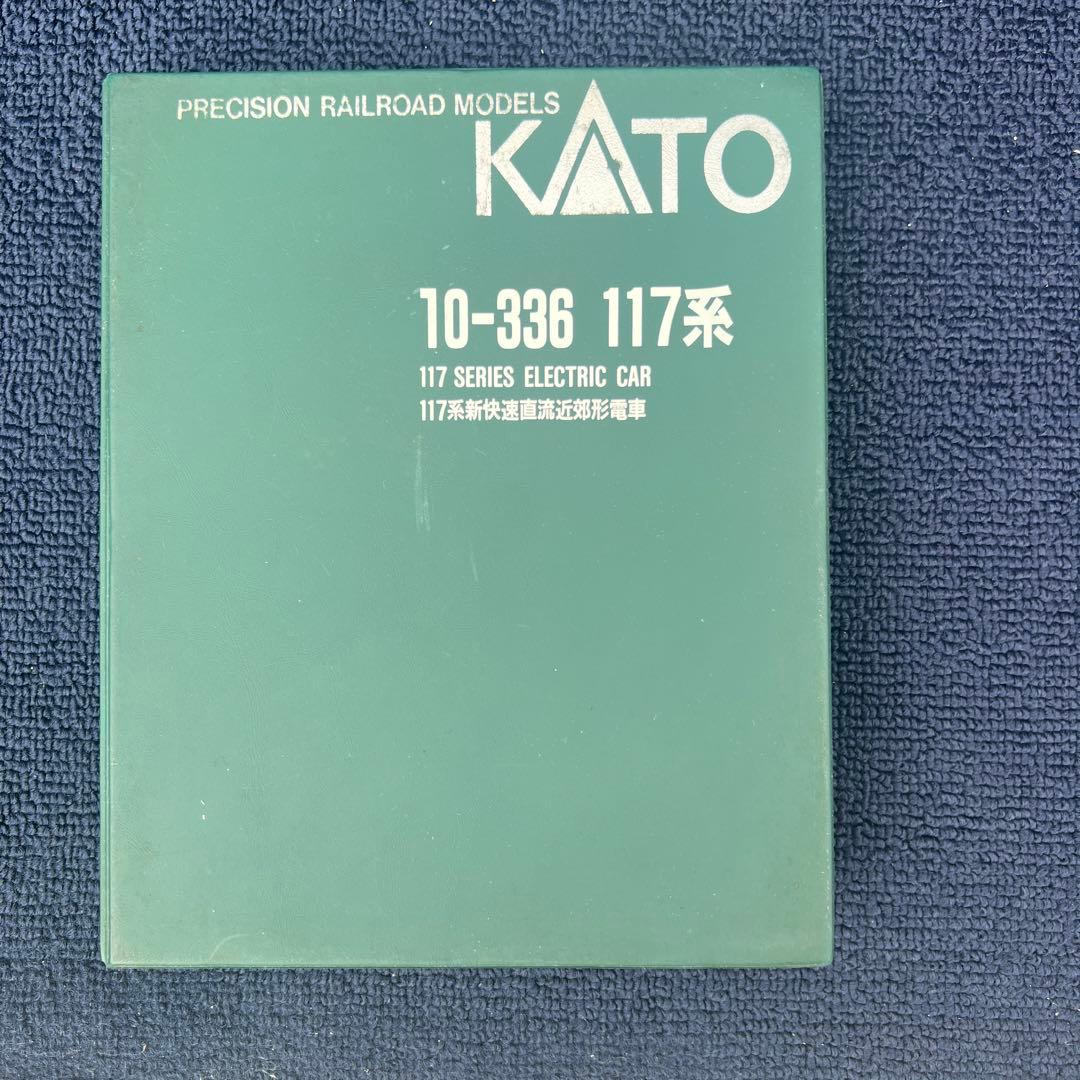 PRECISION RAILROAD MODELS
KATO
10-336 117系
117 SERIES ELECTRIC CAR
117系新快速直流近郊形電車